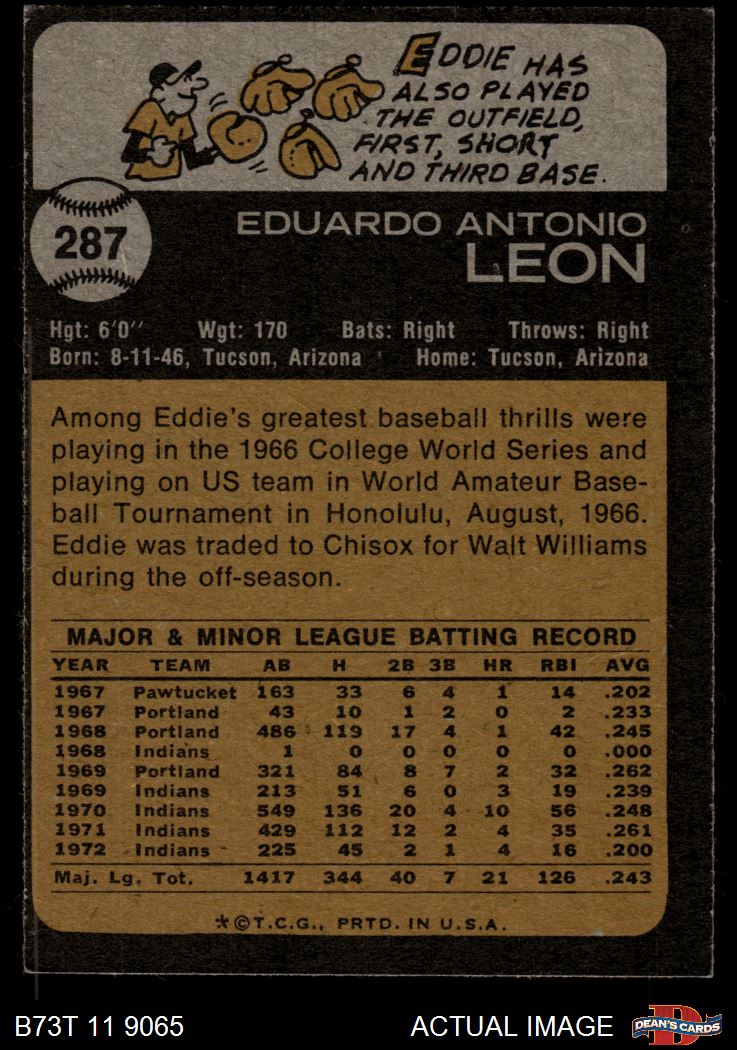 EDDIE HAS
ALSO PLAYED
THE OUTFIELD,
FIRST, SHORT
AND THIRD BASE.
287
EDUARDO ANTONIO
LEON
Hgt: 6'0" Wgt: 170 Bats: Right Throws: Right
Born: 8-11-46, Tucson, Arizona Home: Tucson, Arizona
Among Eddie's greatest baseball thrills were
playing in the 1966 College World Series and
playing on US team in World Amateur Base-
ball Tournament in Honolulu, August, 1966.
Eddie was traded to Chisox for Walt Williams
during the off-season.
MAJOR & MINOR LEAGUE BATTING RECORD
YEAR TEAM AB H 2B 3B HR RBI AVG
1967 Pawtucket 163 33 6 4 1 14 .202
1967 Portland 43 10 1 2 0 2 .233
1968 Portland 486 119 17 4 1 42 .245
1968 Indians 1 0 0 0 0 0 .000
1969 Portland 321 84 8 7 2 32 .262
1969 Indians 213 51 6 0 3 19 .239
1970 Indians 549 136 20 4 10 56 .248
1971 Indians 429 112 12 2 4 35 .261
1972 Indians 225 45 2 1 4 16 .200
Maj. Lg. Tot. 1417 344 40 7 21 126 .243
*©T.C.G., PRTD. IN U.S.A.
B73T 11 9065 ACTUAL IMAGE
D
DEAN'S CARDS